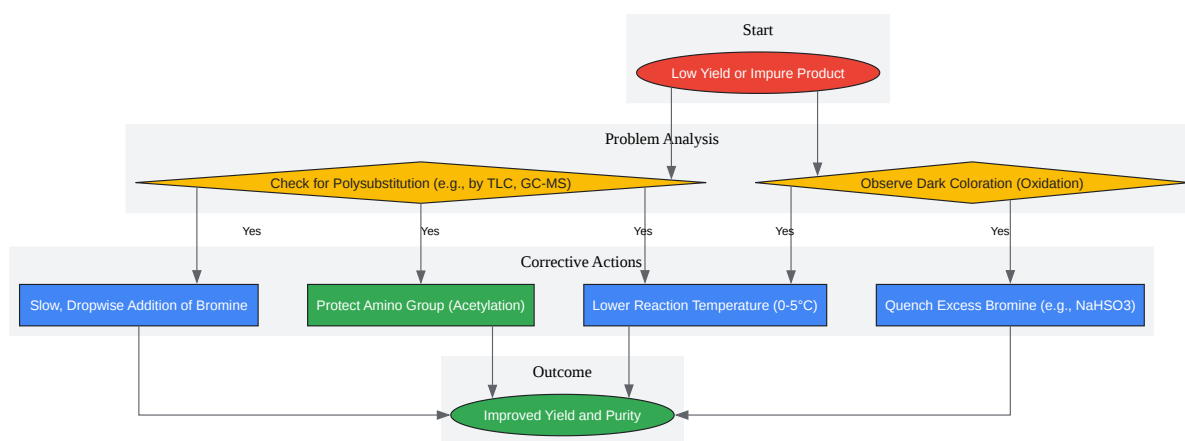 Start
Low Yield or Impure Product
Problem Analysis
Check for Polysubstitution (e.g., by TLC, GC-MS)
Observe Dark Coloration (Oxidation)
Yes
Yes
Yes
Yes
Yes
Corrective Actions
Slow, Dropwise Addition of Bromine
Protect Amino Group (Acetylation)
Lower Reaction Temperature (0-5°C)
Quench Excess Bromine (e.g., NaHSO3)
Outcome
Improved Yield and Purity